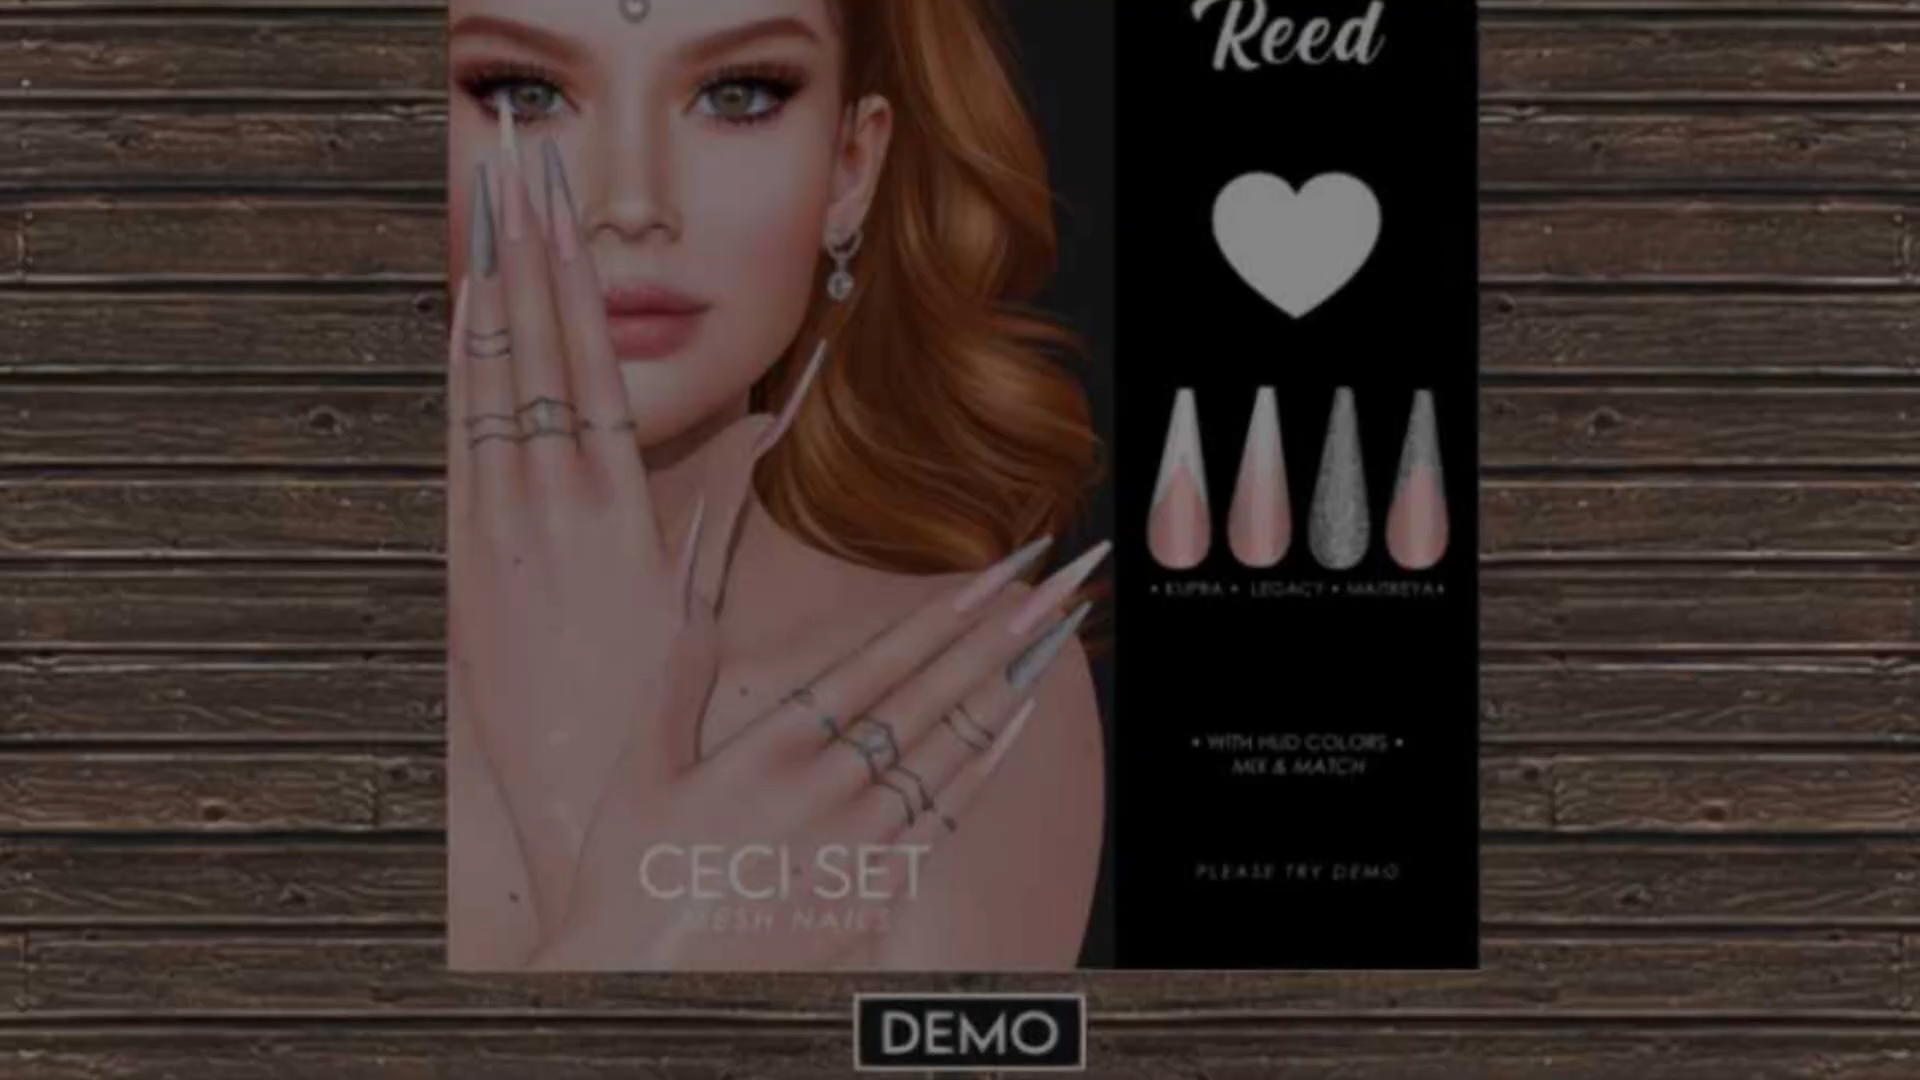 Reed
• KUPRA • LEGACY • MAITREYA•
• WITH HUD COLORS •
MIX & MATCH
PLEASE TRY DEMO
CECI SET
MESH NAILS
DEMO